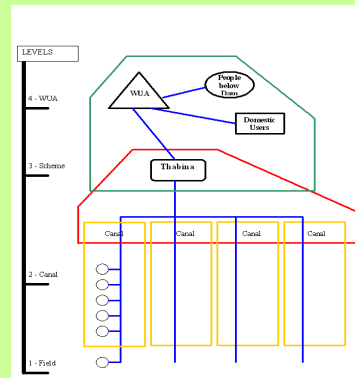 LEVELS
People
below
Dam
WUA
4 - WUA
Domestic
Users
3 - Scheme
Thabina
Canal
Canal
Canal
Canal
2 - Canal
1 - Field